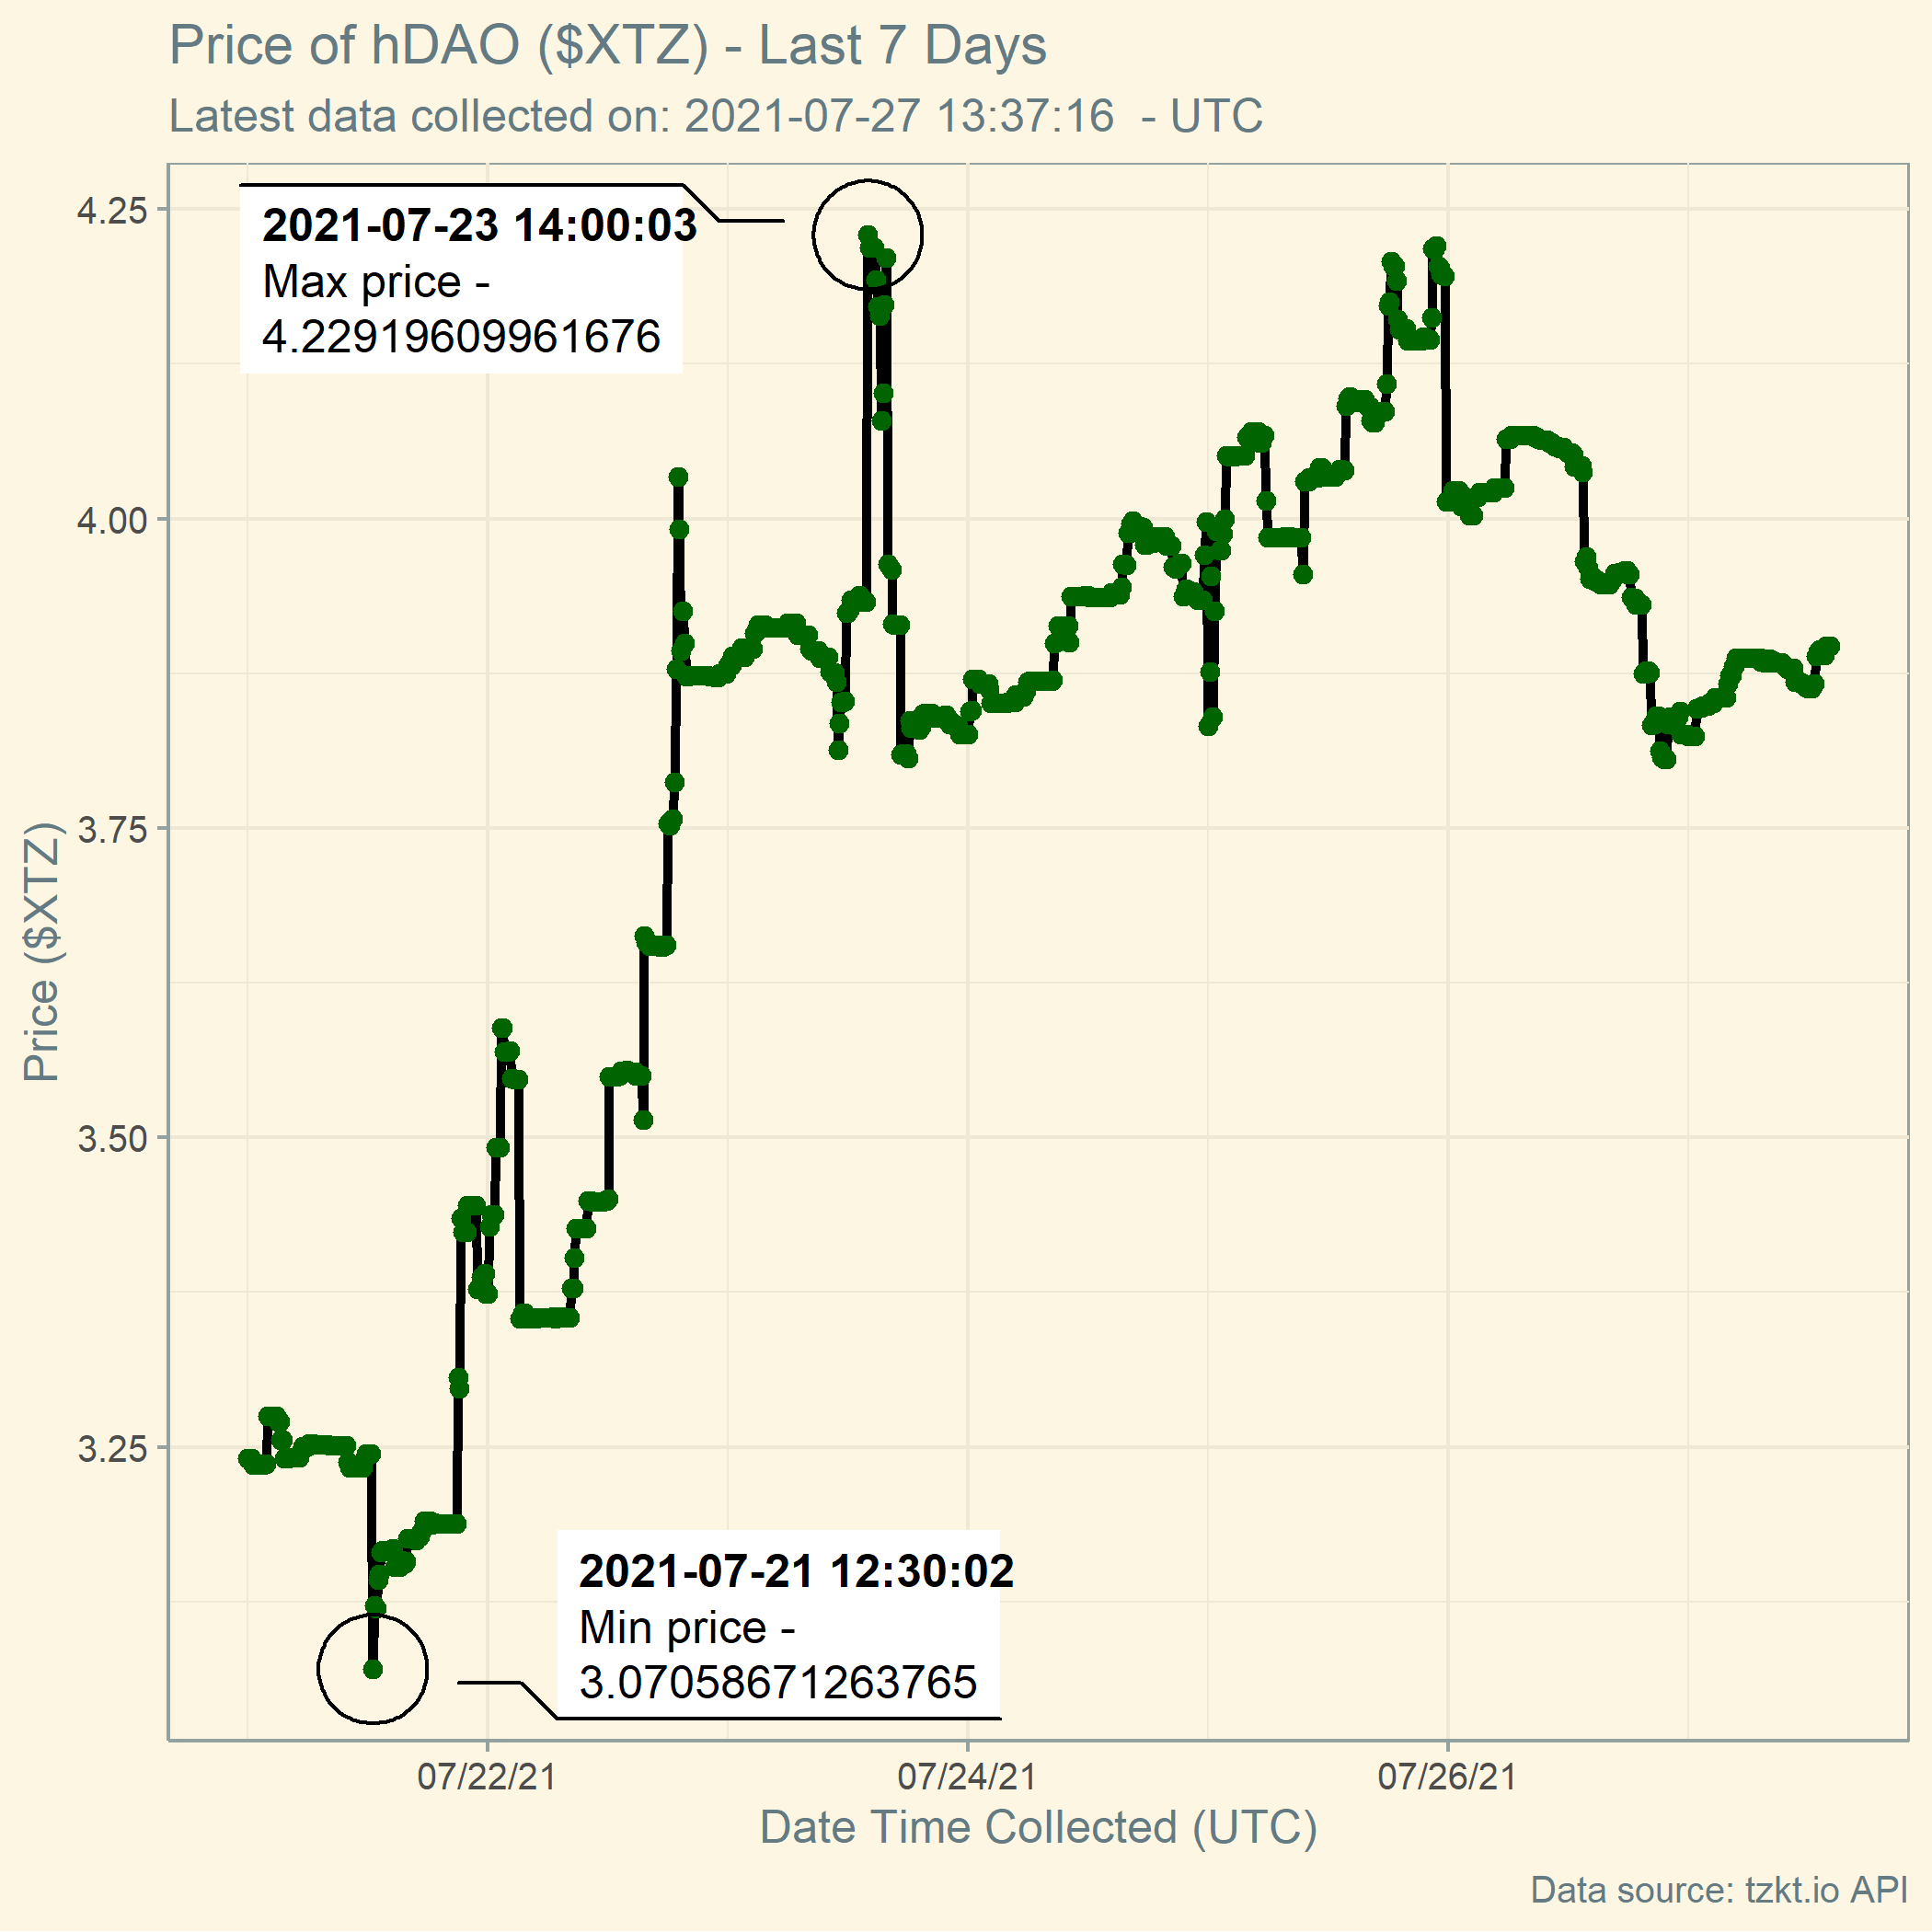 Price of hDAO ($XTZ) - Last 7 Days
Latest data collected on: 2021-07-27 13:37:16  - UTC
4.25
2021-07-23 14:00:03
Max price -
4.22919609961676
4.00
3.75
Price ($XTZ)
3.50
3.25
2021-07-21 12:30:02
Min price -
3.07058671263765
07/22/21
07/24/21
07/26/21
Date Time Collected (UTC)
Data source: tzkt.io API